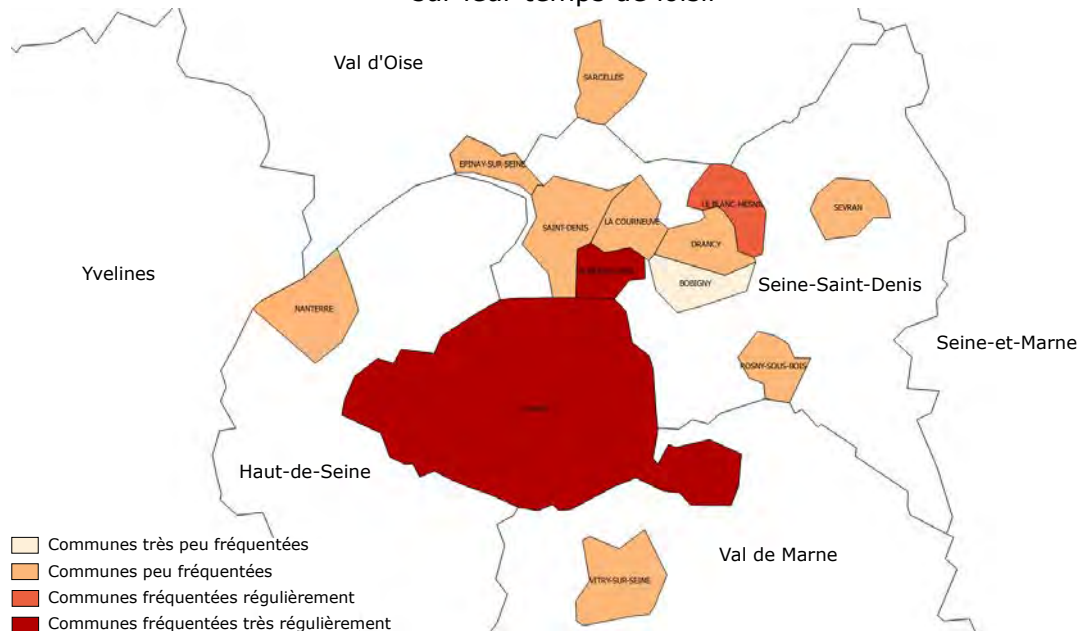 sur leur temps de loisir
Val d'Oise
SARCELLES
EPINAY-SUR-SEINE
LE BLANC-MESNIL
SEVRAN
SAINT-DENIS
LA COURNEUVE
DRANCY
Yvelines
BOBIGNY
Seine-Saint-Denis
NANTERRE
Seine-et-Marne
ROSNY-SOUS-BOIS
Haut-de-Seine
Communes très peu fréquentées
Val de Marne
Communes peu fréquentées
VITRY-SUR-SEINE
Communes fréquentées régulièrement
Communes fréquentées très régulièrement